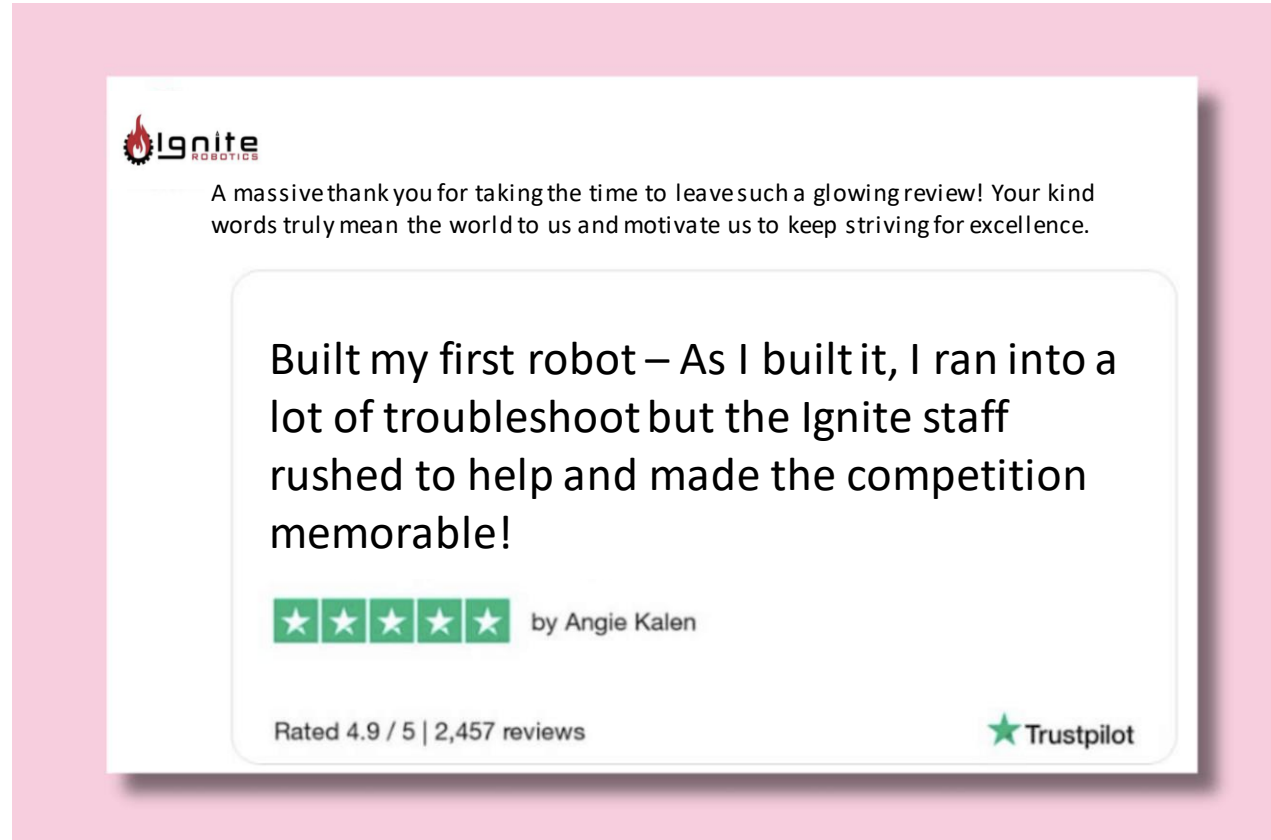 Ignite
ROBOTICS
A massive thank you for taking the time to leave such a glowing review! Your kind
words truly mean the world to us and motivate us to keep striving for excellence.
Built my first robot – As I built it, I ran into a
lot of troubleshoot but the Ignite staff
rushed to help and made the competition
memorable!
by Angie Kalen
Rated 4.9 / 5 | 2,457 reviews
Trustpilot